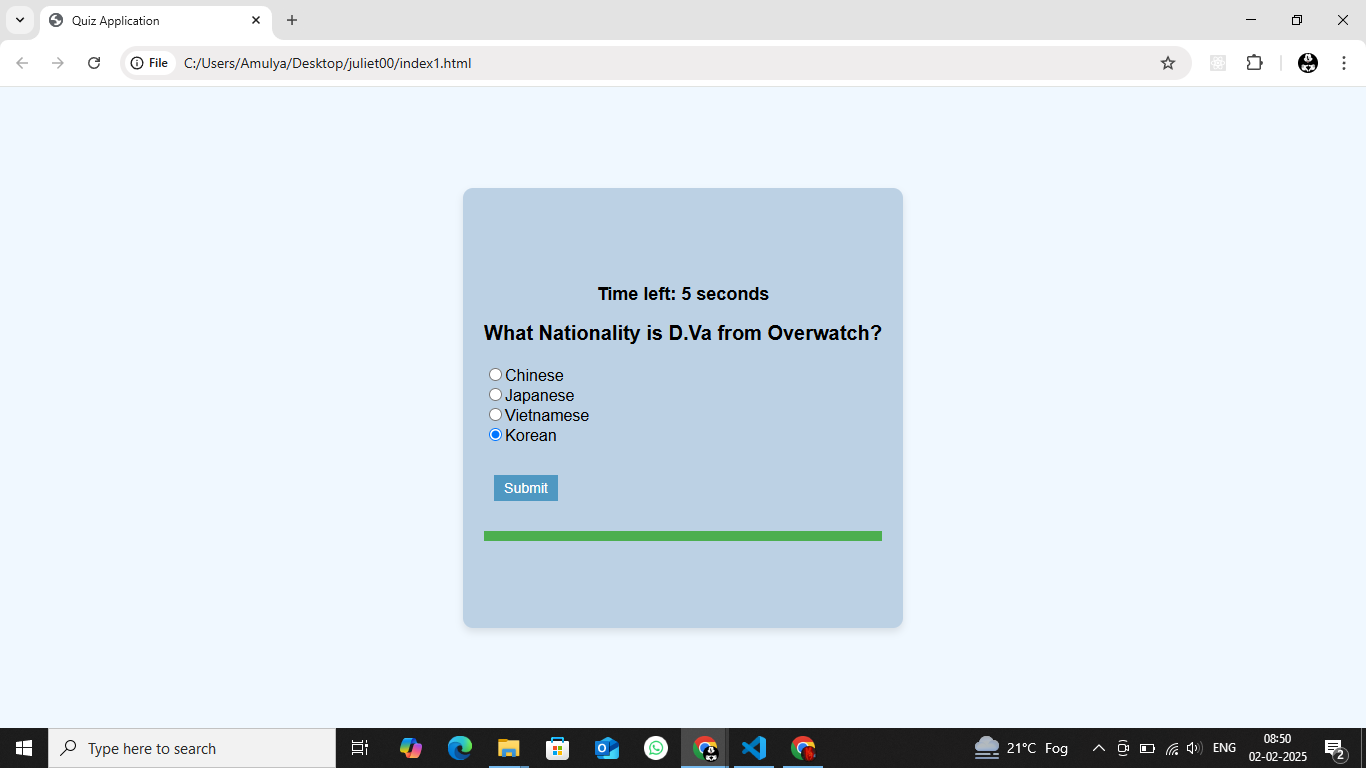 Quiz Application
File
C:/Users/Amulya/Desktop/juliet00/index1.html
Time left: 5 seconds
What Nationality is D.Va from Overwatch?
Chinese
Japanese
Vietnamese
Korean
Submit
Type here to search
21°C Fog
ENG
08:50
02-02-2025
2